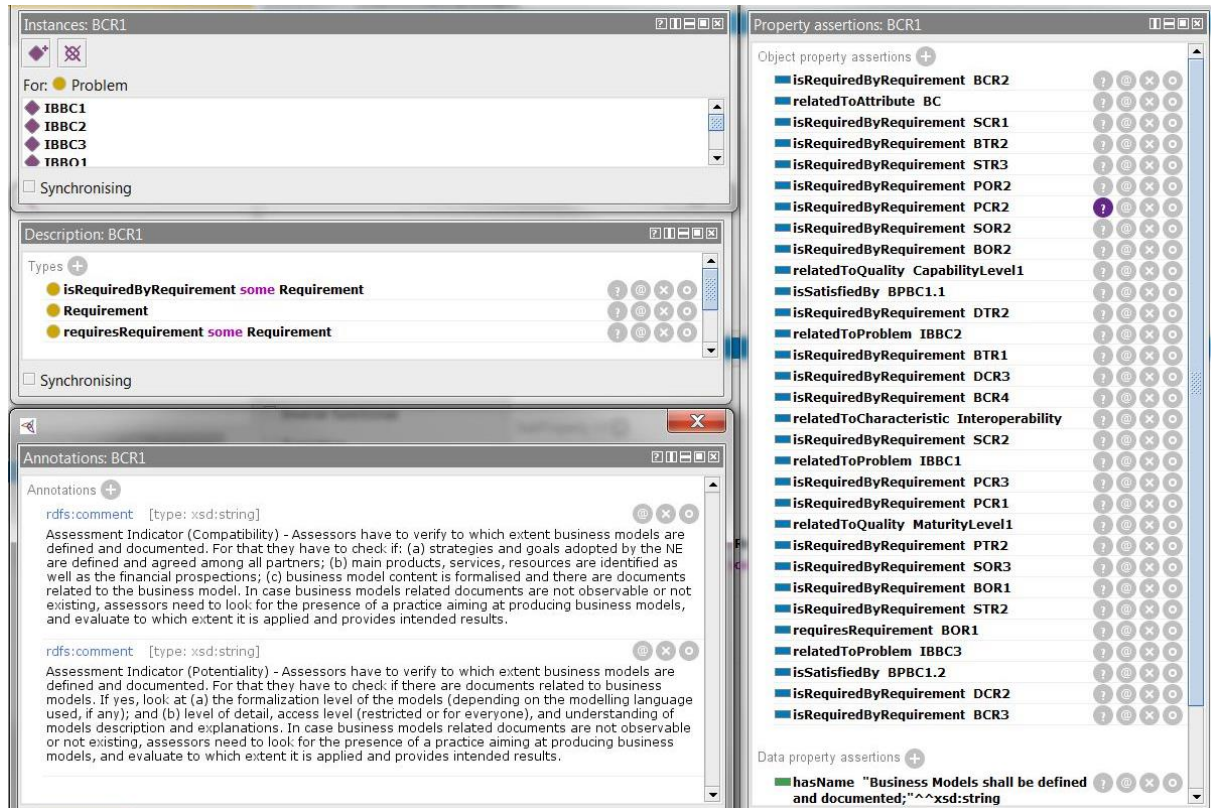 Instances: BCR1
For: Problem
IBBC1
IBBC2
IBBC3
IBBO1
Synchronising
Description: BCR1
Types
isRequiredByRequirement some Requirement
Requirement
requiresRequirement some Requirement
Synchronising
Annotations: BCR1
Annotations
rdfs:comment [type: xsd:string]
Assessment Indicator (Compatibility) - Assessors have to verify to which extent business models are
defined and documented. For that they have to check if: (a) strategies and goals adopted by the NE
are defined and agreed among all partners; (b) main products, services, resources are identified as
well as the financial prospections; (c) business model content is formalised and there are documents
related to the business model. In case business models related documents are not observable or not
existing, assessors need to look for the presence of a practice aiming at producing business models,
and evaluate to which extent it is applied and provides intended results.
rdfs:comment [type: xsd:string]
Assessment Indicator (Potentiality) - Assessors have to verify to which extent business models are
defined and documented. For that they have to check if there are documents related to business
models. If yes, look at (a) the formalization level of the models (depending on the modelling language
used, if any); and (b) level of detail, access level (restricted or for everyone), and understanding of
models description and explanations. In case business models related documents are not observable
or not existing, assessors need to look for the presence of a practice aiming at producing business
models, and evaluate to which extent it is applied and provides intended results.
Property assertions: BCR1
Object property assertions
isRequiredByRequirement BCR2
relatedToAttribute BC
isRequiredByRequirement SCR1
isRequiredByRequirement BTR2
isRequiredByRequirement STR3
isRequiredByRequirement POR2
isRequiredByRequirement PCR2
isRequiredByRequirement SOR2
isRequiredByRequirement BOR2
relatedToQuality CapabilityLevel1
isSatisfiedBy BPBC1.1
isRequiredByRequirement DTR2
relatedToProblem IBBC2
isRequiredByRequirement BTR1
isRequiredByRequirement DCR3
isRequiredByRequirement BCR4
relatedToCharacteristic Interoperability
isRequiredByRequirement SCR2
relatedToProblem IBBC1
isRequiredByRequirement PCR3
isRequiredByRequirement PCR1
relatedToQuality MaturityLevel1
isRequiredByRequirement PTR2
isRequiredByRequirement SOR3
isRequiredByRequirement BOR1
isRequiredByRequirement STR2
requiresRequirement BOR1
relatedToProblem IBBC3
isSatisfiedBy BPBC1.2
isRequiredByRequirement DCR2
isRequiredByRequirement BCR3
Data property assertions
hasName "Business Models shall be defined
and documented;"^^xsd:string